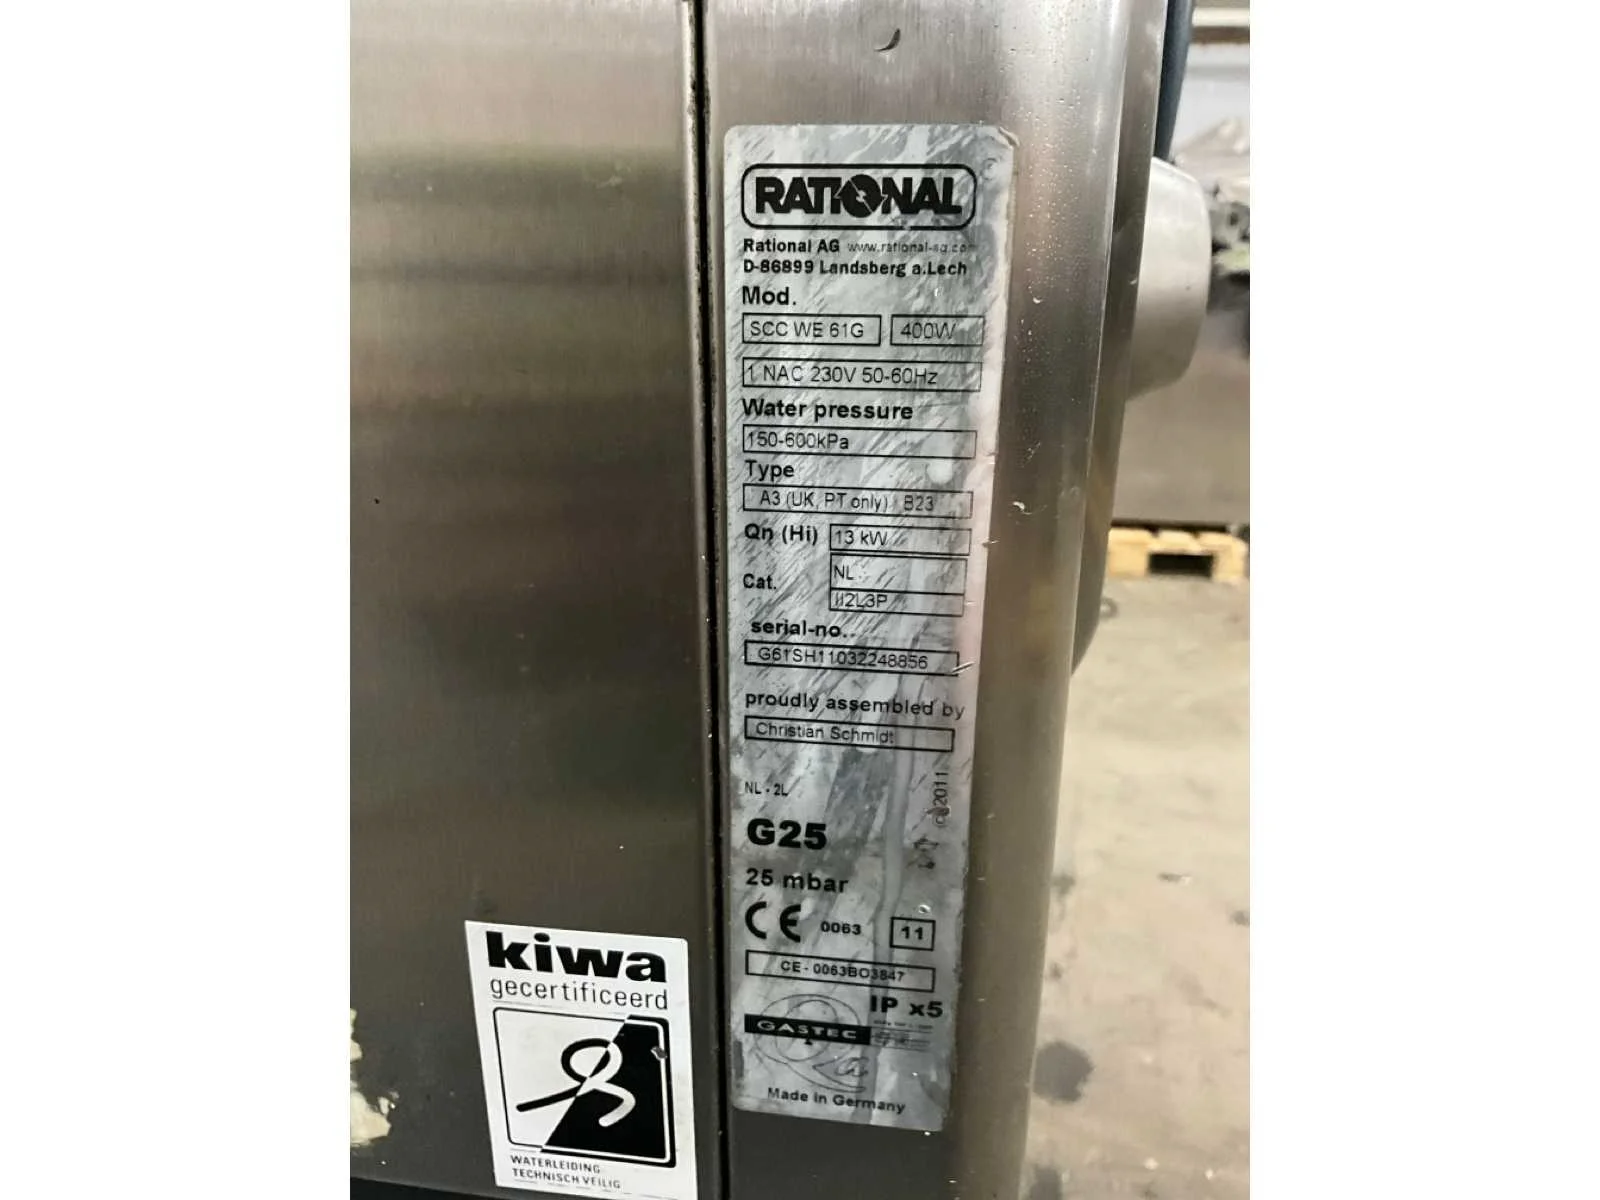 RATIONAL
Rational AG www.rational-ag.com
D-86899 Landsberg a.Lech
Mod.
SCC WE 61G 400W
1 NAC 230V 50-60Hz
Water pressure
150-600kPa
Type
A3 (UK, PT only) B23
Qn (Hi) 13 kW
Cat. NL
II2L3P
serial-no.
G61SH11032248856
proudly assembled by
Christian Schmidt
NL - 2L
©2011
G25
25 mbar
CE 0063 11
CE - 0063BO3847
IP x5
GASTEC
Made in Germany
kiwa
gecertificeerd
WATERLEIDING-
TECHNISCH VEILIG